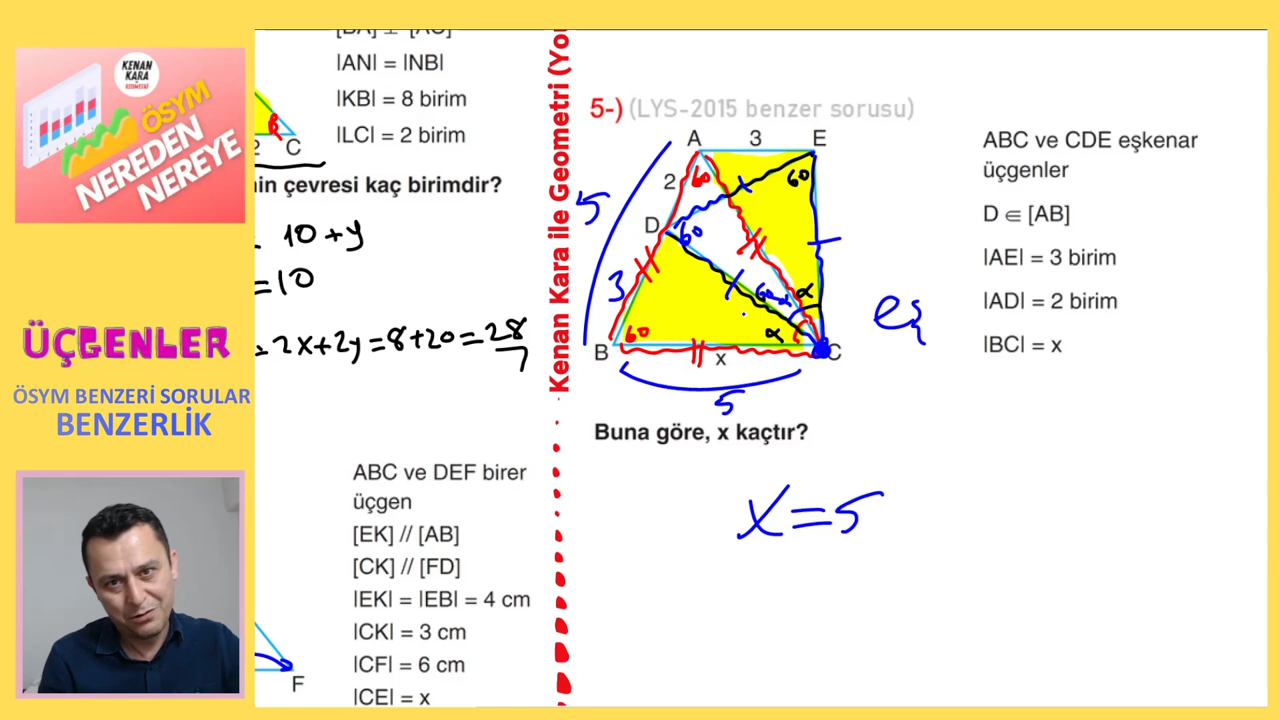 KENAN
KARA
ÖSYM
NEREDEN
NEREYE
ÜÇGENLER
ÖSYM BENZERİ SORULAR
BENZERLİK
|AN| = |NB|
|KB| = 8 birim
|LC| = 2 birim
2 C
nin çevresi kaç birimdir?
= 10 + y
= 10
= 2x + 2y = 8 + 20 = 28
ABC ve DEF birer
üçgen
[EK] // [AB]
[CK] // [FD]
|EK| = |EB| = 4 cm
|CK| = 3 cm
|CF| = 6 cm
|CE| = x
F
Kenan Kara ile Geometri (You
5-) (LYS-2015 benzer sorusu)
A 3 E
2 60 60
5
D 60
3 60 x α
60 α
B x C
5
eş
ABC ve CDE eşkenar
üçgenler
D ∈ [AB]
|AE| = 3 birim
|AD| = 2 birim
|BC| = x
Buna göre, x kaçtır?
x = 5